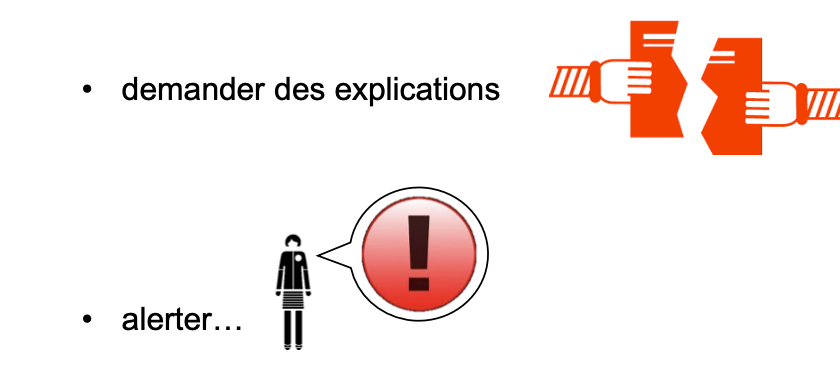 • demander des explications
!
• alerter…